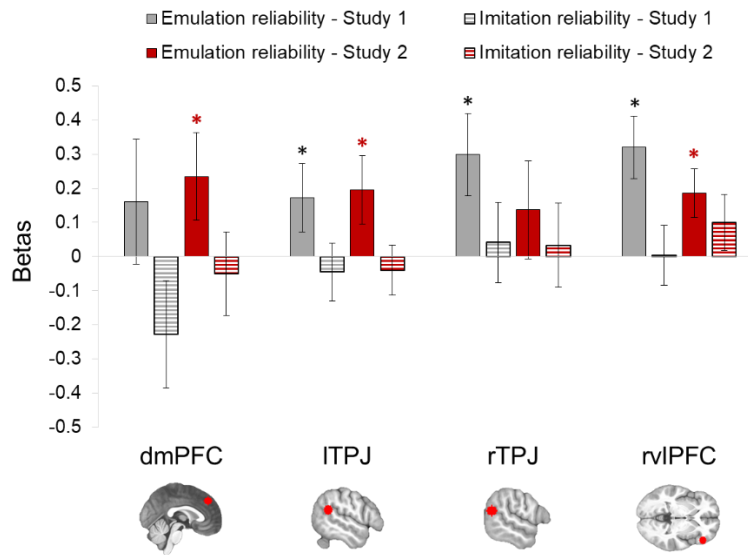 Emulation reliability - Study 1
Imitation reliability - Study 1
Emulation reliability - Study 2
Imitation reliability - Study 2
0.5
0.4
0.3
0.2
0.1
0
-0.1
-0.2
-0.3
-0.4
-0.5
Betas
*
*
*
*
*
*
dmPFC lTPJ rTPJ rvlPFC